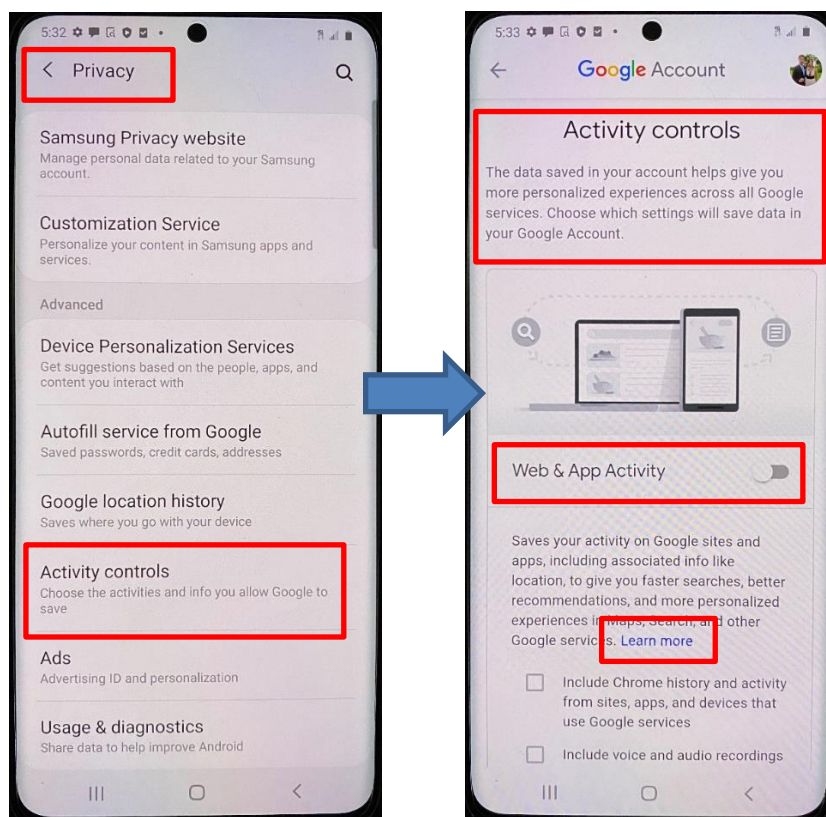 5:32
Privacy
Samsung Privacy website
Manage personal data related to your Samsung
account.
Customization Service
Personalize your content in Samsung apps and
services.
Advanced
Device Personalization Services
Get suggestions based on the people, apps, and
content you interact with
Autofill service from Google
Saved passwords, credit cards, addresses
Google location history
Saves where you go with your device
Activity controls
Choose the activities and info you allow Google to
save
Ads
Advertising ID and personalization
Usage & diagnostics
Share data to help improve Android
5:33
Google Account
Activity controls
The data saved in your account helps give you
more personalized experiences across all Google
services. Choose which settings will save data in
your Google Account.
Web & App Activity
Saves your activity on Google sites and
apps, including associated info like
location, to give you faster searches, better
recommendations, and more personalized
experiences in Maps, Search, and other
Google services. Learn more
Include Chrome history and activity
from sites, apps, and devices that
use Google services
Include voice and audio recordings